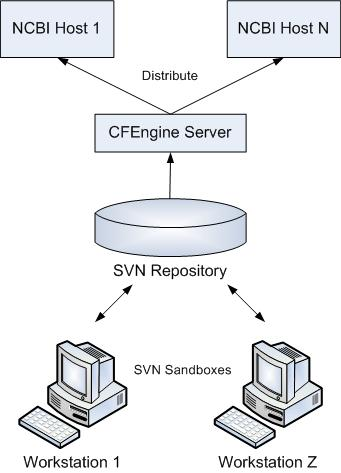 NCBI Host 1
NCBI Host N
Distribute
CFEngine Server
SVN Repository
SVN Sandboxes
Workstation 1
Workstation Z